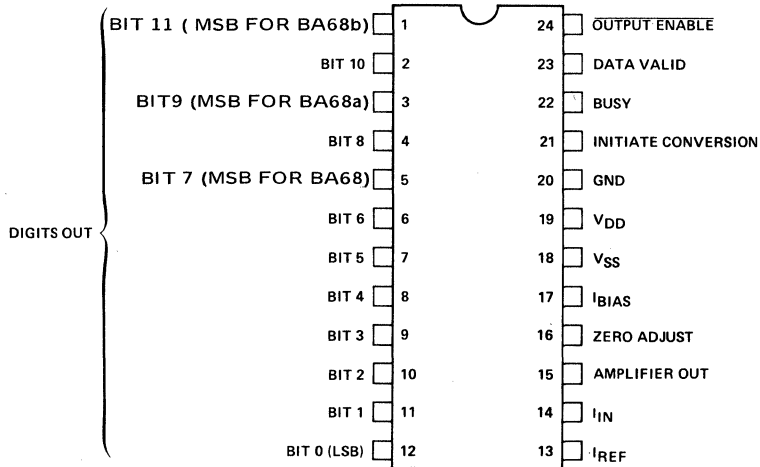 BIT 11 ( MSB FOR BA68b) 1 24 OUTPUT ENABLE
BIT 10 2 23 DATA VALID
BIT9 (MSB FOR BA68a) 3 22 BUSY
BIT 8 4 21 INITIATE CONVERSION
BIT 7 (MSB FOR BA68) 5 20 GND
BIT 6 6 19 VDD
DIGITS OUT
BIT 5 7 18 VSS
BIT 4 8 17 IBIAS
BIT 3 9 16 ZERO ADJUST
BIT 2 10 15 AMPLIFIER OUT
BIT 1 11 14 IIN
BIT 0 (LSB) 12 13 IREF